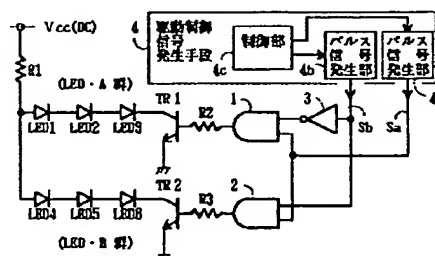 Vcc(DC)
R1
4
駆動制御
信号
発生手段
制御部
4c
パルス
信号
発生部
4b
パルス
信号
発生部
4
(LED・A 群)
TR1
R2
1
3
Sb
Sa
LED1
LED2
LED3
TR2
R3
2
LED4
LED5
LED6
(LED・B 群)